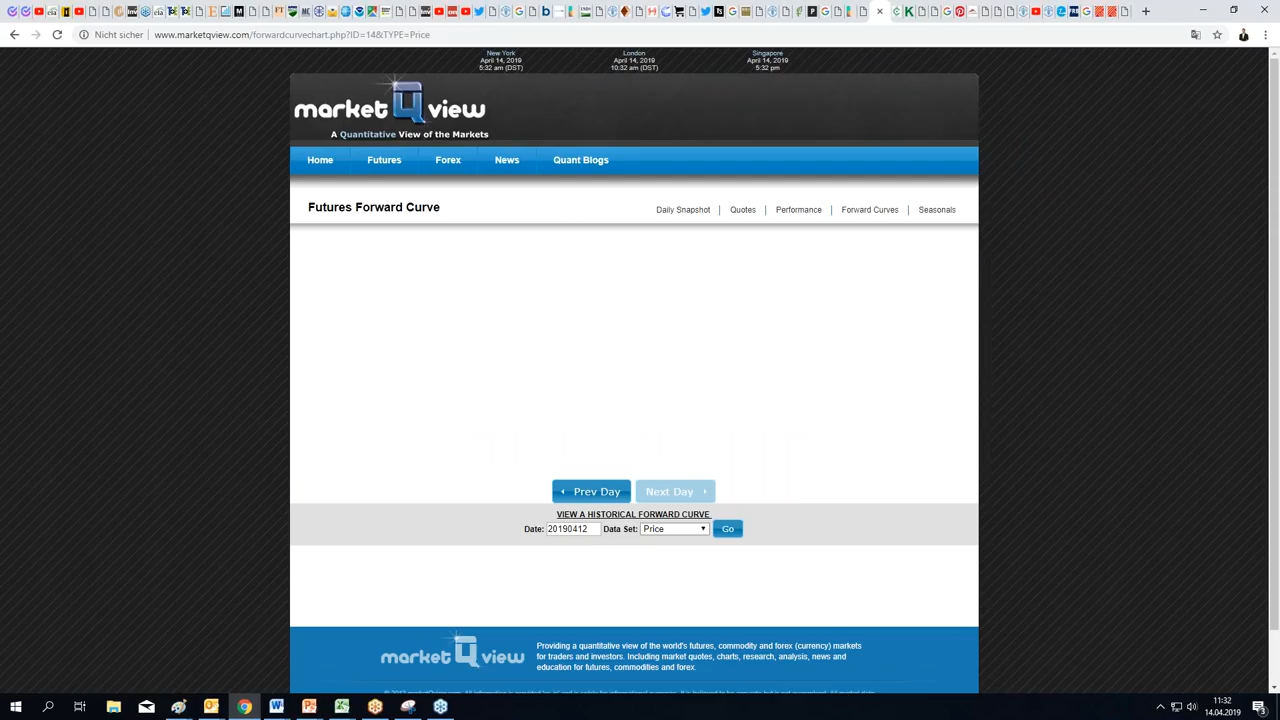 Nicht sicher | www.marketqview.com/forwardcurvechart.php?ID=14&TYPE=Price
New York
April 14, 2019
5:32 am (DST)
London
April 14, 2019
10:32 am (DST)
Singapore
April 14, 2019
5:32 pm
market q view
A Quantitative View of the Markets
Home Futures Forex News Quant Blogs
Futures Forward Curve
Daily Snapshot | Quotes | Performance | Forward Curves | Seasonals
Prev Day Next Day
VIEW A HISTORICAL FORWARD CURVE
Date: 20190412 Data Set: Price Go
market q view
Providing a quantitative view of the world's futures, commodity and forex (currency) markets
for traders and investors. Including market quotes, charts, research, analysis, news and
education for futures, commodities and forex.
11:32
14.04.2019